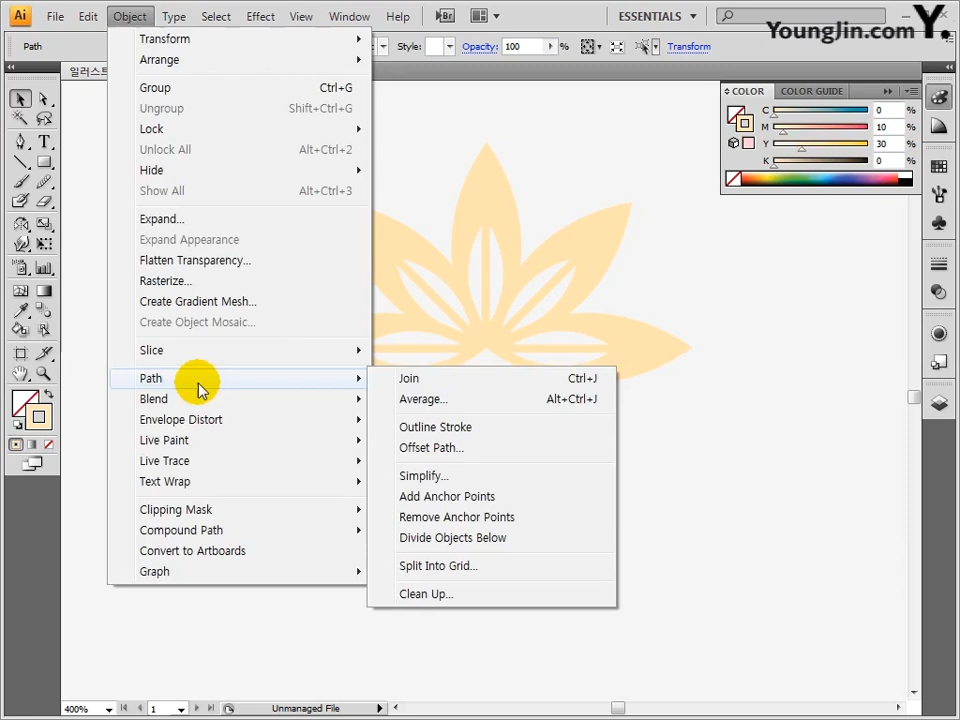 Ai File Edit Object Type Select Effect View Window Help Br ESSENTIALS
YoungJin.com Y.
Path Style: Opacity: 100 % Transform
일러스트
Transform
Arrange
Group Ctrl+G
Ungroup Shift+Ctrl+G
Lock
Unlock All Alt+Ctrl+2
Hide
Show All Alt+Ctrl+3
Expand...
Expand Appearance
Flatten Transparency...
Rasterize...
Create Gradient Mesh...
Create Object Mosaic...
Slice
Path
Blend
Envelope Distort
Live Paint
Live Trace
Text Wrap
Clipping Mask
Compound Path
Convert to Artboards
Graph
Join Ctrl+J
Average... Alt+Ctrl+J
Outline Stroke
Offset Path...
Simplify...
Add Anchor Points
Remove Anchor Points
Divide Objects Below
Split Into Grid...
Clean Up...
COLOR COLOR GUIDE
C 0 %
M 10 %
Y 30 %
K 0 %
400% 1 Unmanaged File